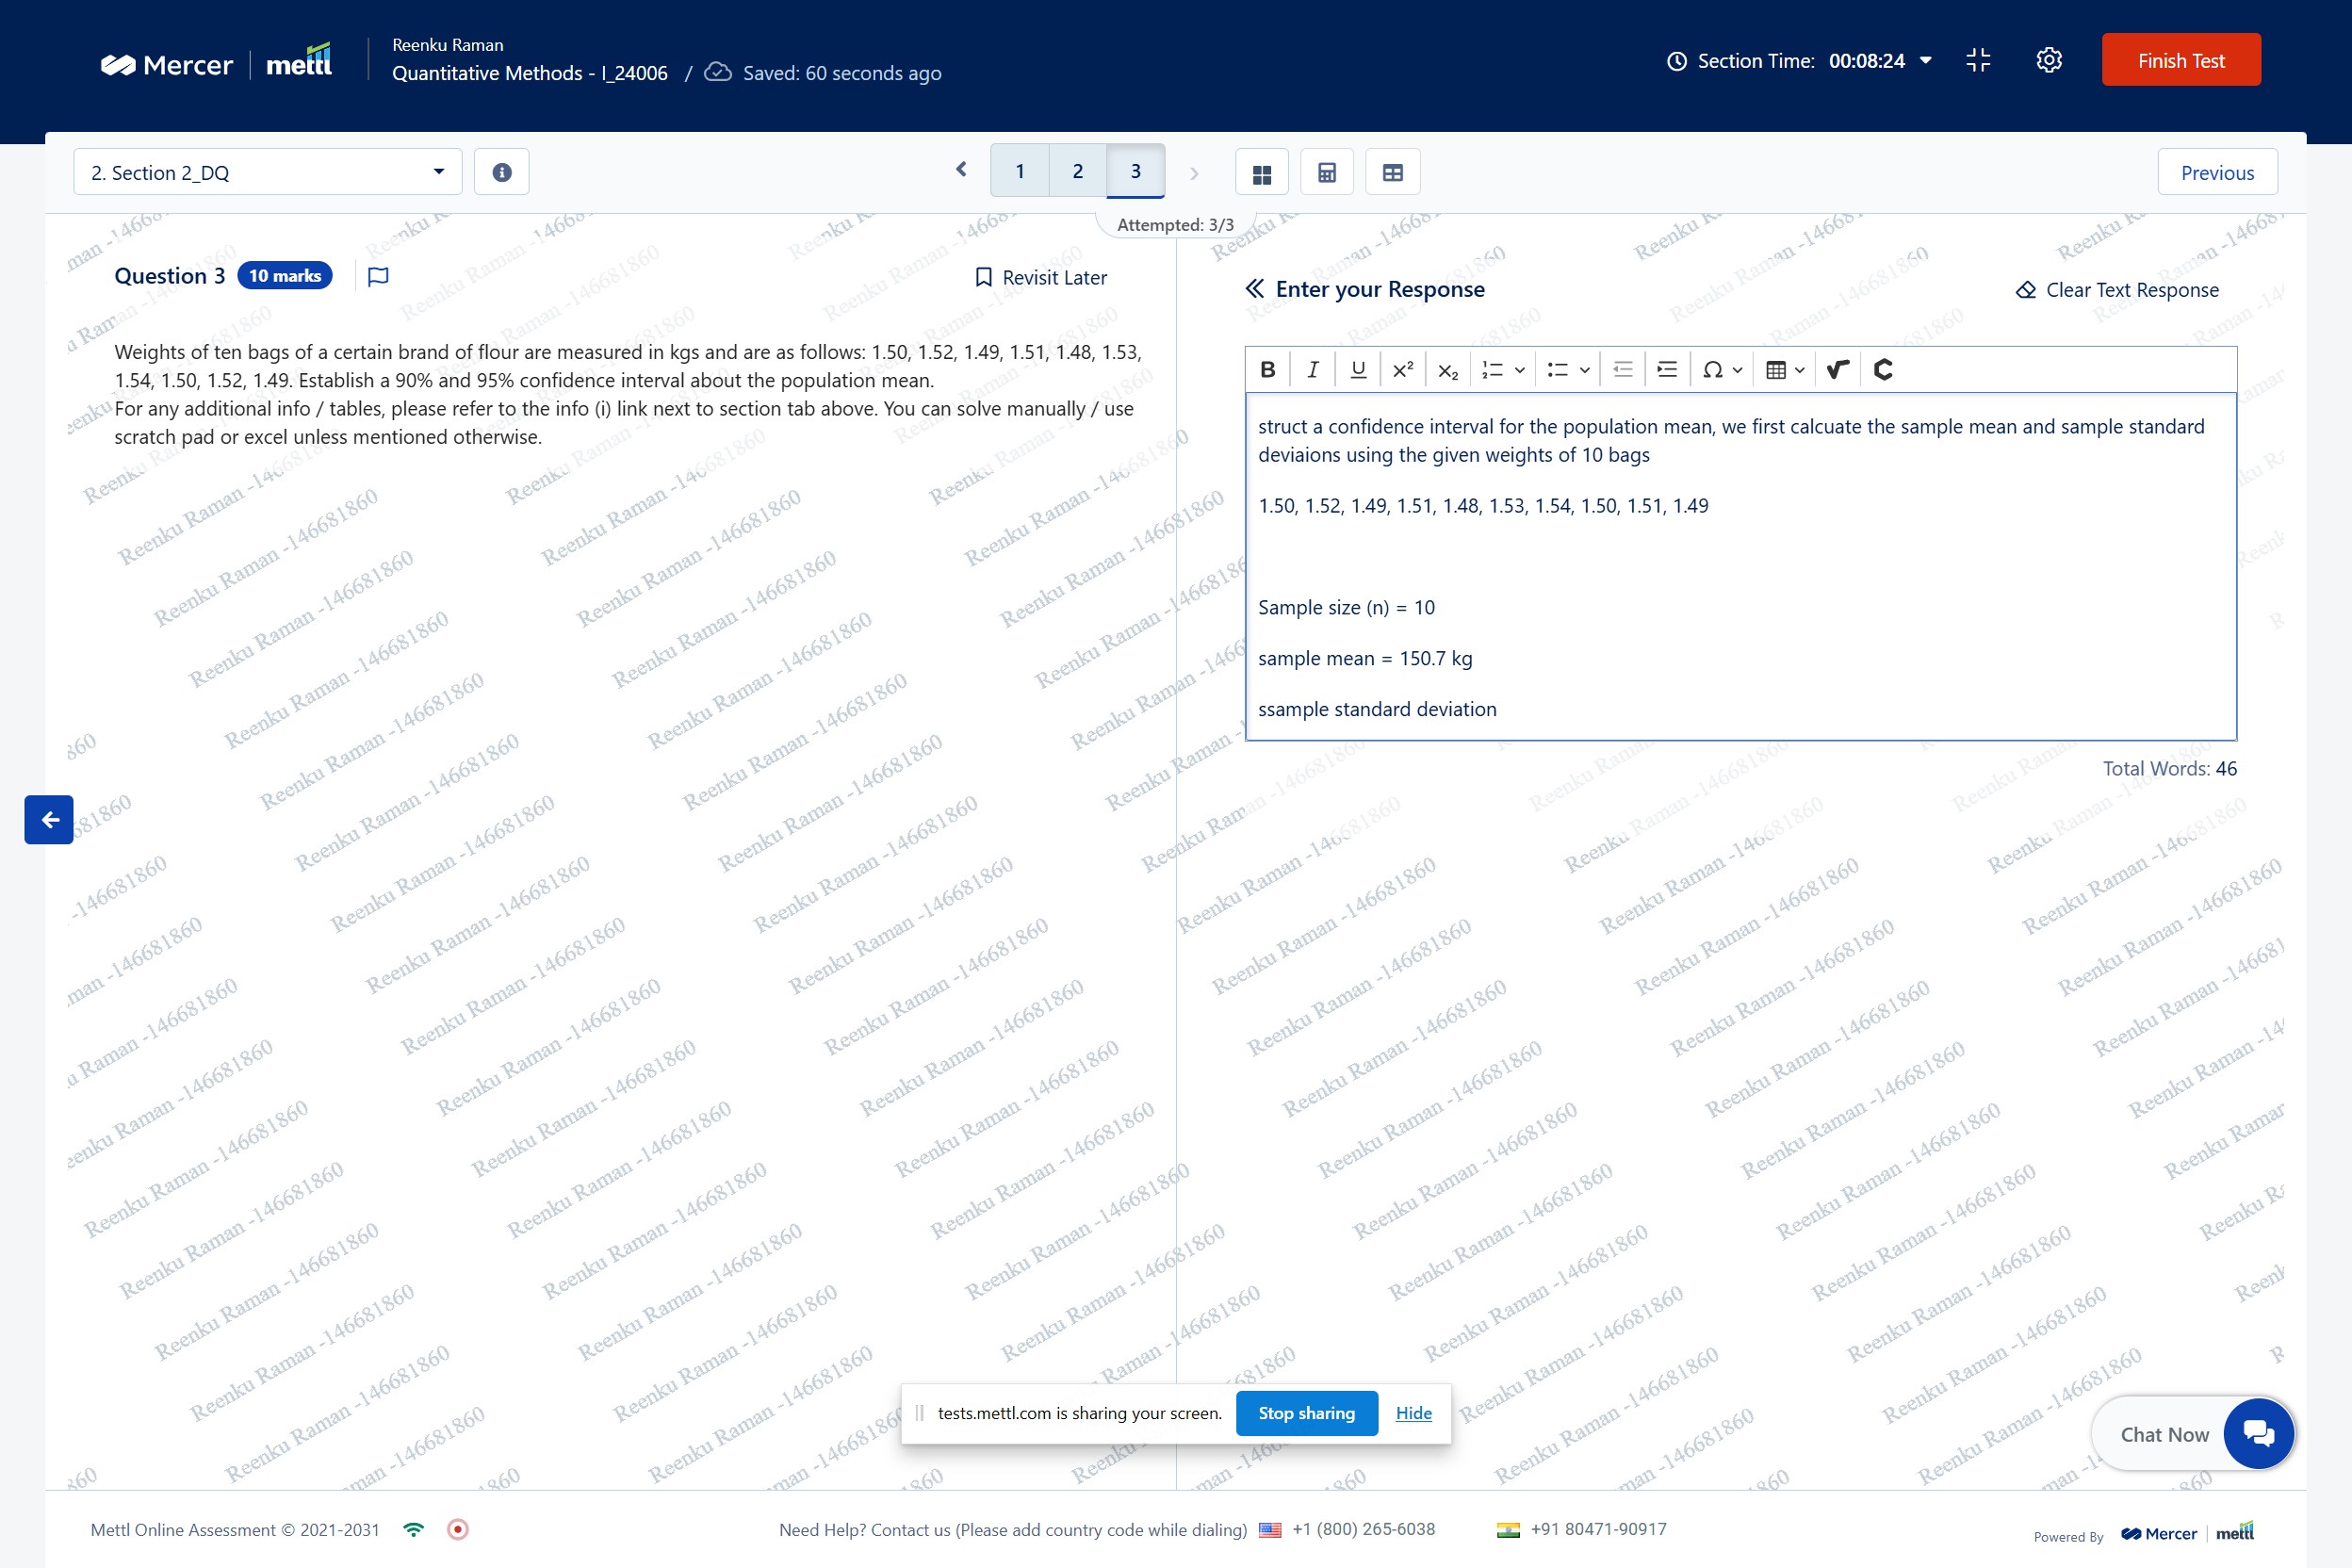 Mercer | mettl
Reenku Raman
Quantitative Methods - I_24006 / Saved: 60 seconds ago
Section Time: 00:08:24
Finish Test
2. Section 2_DQ
1 2 3
Previous
Attempted: 3/3
Question 3 10 marks
Revisit Later
Weights of ten bags of a certain brand of flour are measured in kgs and are as follows: 1.50, 1.52, 1.49, 1.51, 1.48, 1.53,
1.54, 1.50, 1.52, 1.49. Establish a 90% and 95% confidence interval about the population mean.
For any additional info / tables, please refer to the info (i) link next to section tab above. You can solve manually / use
scratch pad or excel unless mentioned otherwise.
Enter your Response
Clear Text Response
B I U x² x₂ Ω C
struct a confidence interval for the population mean, we first calcuate the sample mean and sample standard
deviaions using the given weights of 10 bags
1.50, 1.52, 1.49, 1.51, 1.48, 1.53, 1.54, 1.50, 1.51, 1.49
Sample size (n) = 10
sample mean = 150.7 kg
ssample standard deviation
Total Words: 46
Reenku Raman -146681860
tests.mettl.com is sharing your screen. Stop sharing Hide
Chat Now
Mettl Online Assessment © 2021-2031
Need Help? Contact us (Please add country code while dialing) +1 (800) 265-6038 +91 80471-90917
Powered By Mercer | mettl